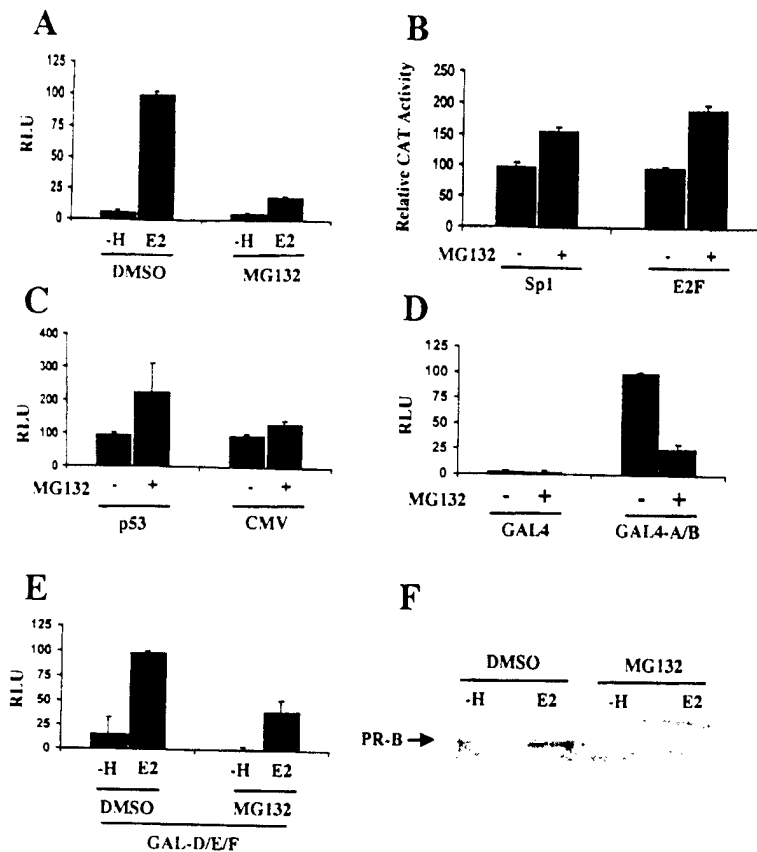 A
125
100
75
50
25
0
RLU
-H E2 -H E2
DMSO MG132
B
250
200
150
100
50
0
Relative CAT Activity
MG132 - + - +
Sp1 E2F
C
400
300
200
100
0
RLU
MG132 - + - +
p53 CMV
D
125
100
75
50
25
0
RLU
MG132 - + - +
GAL4 GAL4-A/B
E
125
100
75
50
25
0
RLU
-H E2 -H E2
DMSO MG132
GAL-D/E/F
F
DMSO MG132
-H E2 -H E2
PR-B